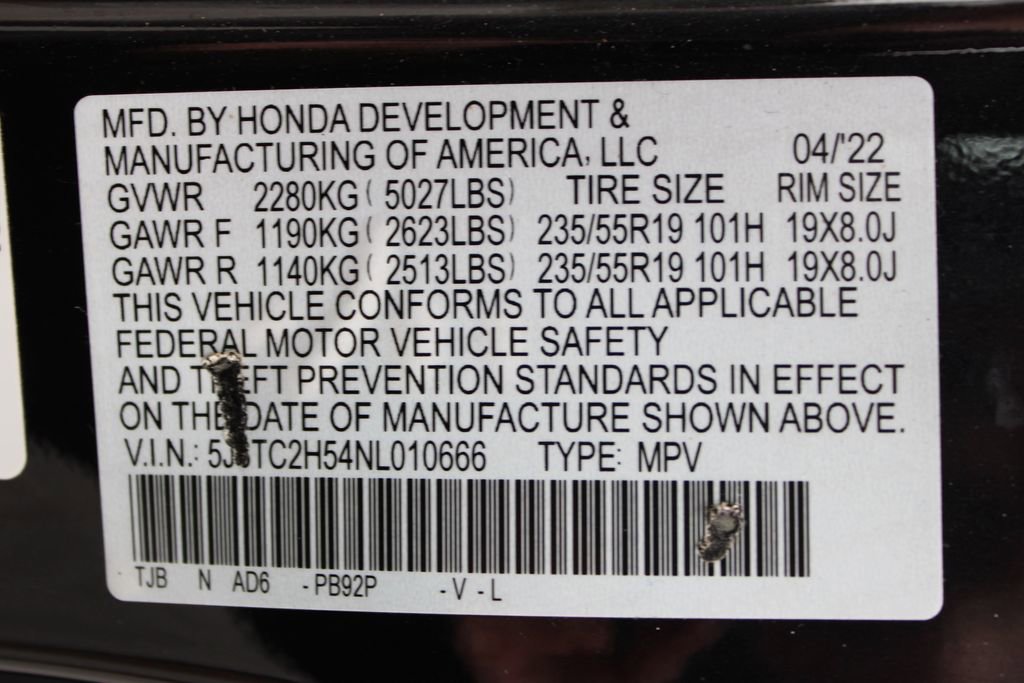 MFD. BY HONDA DEVELOPMENT &
MANUFACTURING OF AMERICA, LLC 04/'22
GVWR 2280KG ( 5027LBS) TIRE SIZE RIM SIZE
GAWR F 1190KG ( 2623LBS) 235/55R19 101H 19X8.0J
GAWR R 1140KG ( 2513LBS) 235/55R19 101H 19X8.0J
THIS VEHICLE CONFORMS TO ALL APPLICABLE
FEDERAL MOTOR VEHICLE SAFETY
AND THEFT PREVENTION STANDARDS IN EFFECT
ON THE DATE OF MANUFACTURE SHOWN ABOVE.
V.I.N.: TYPE: MPV
TJB N AD6 -PB92P -V -L